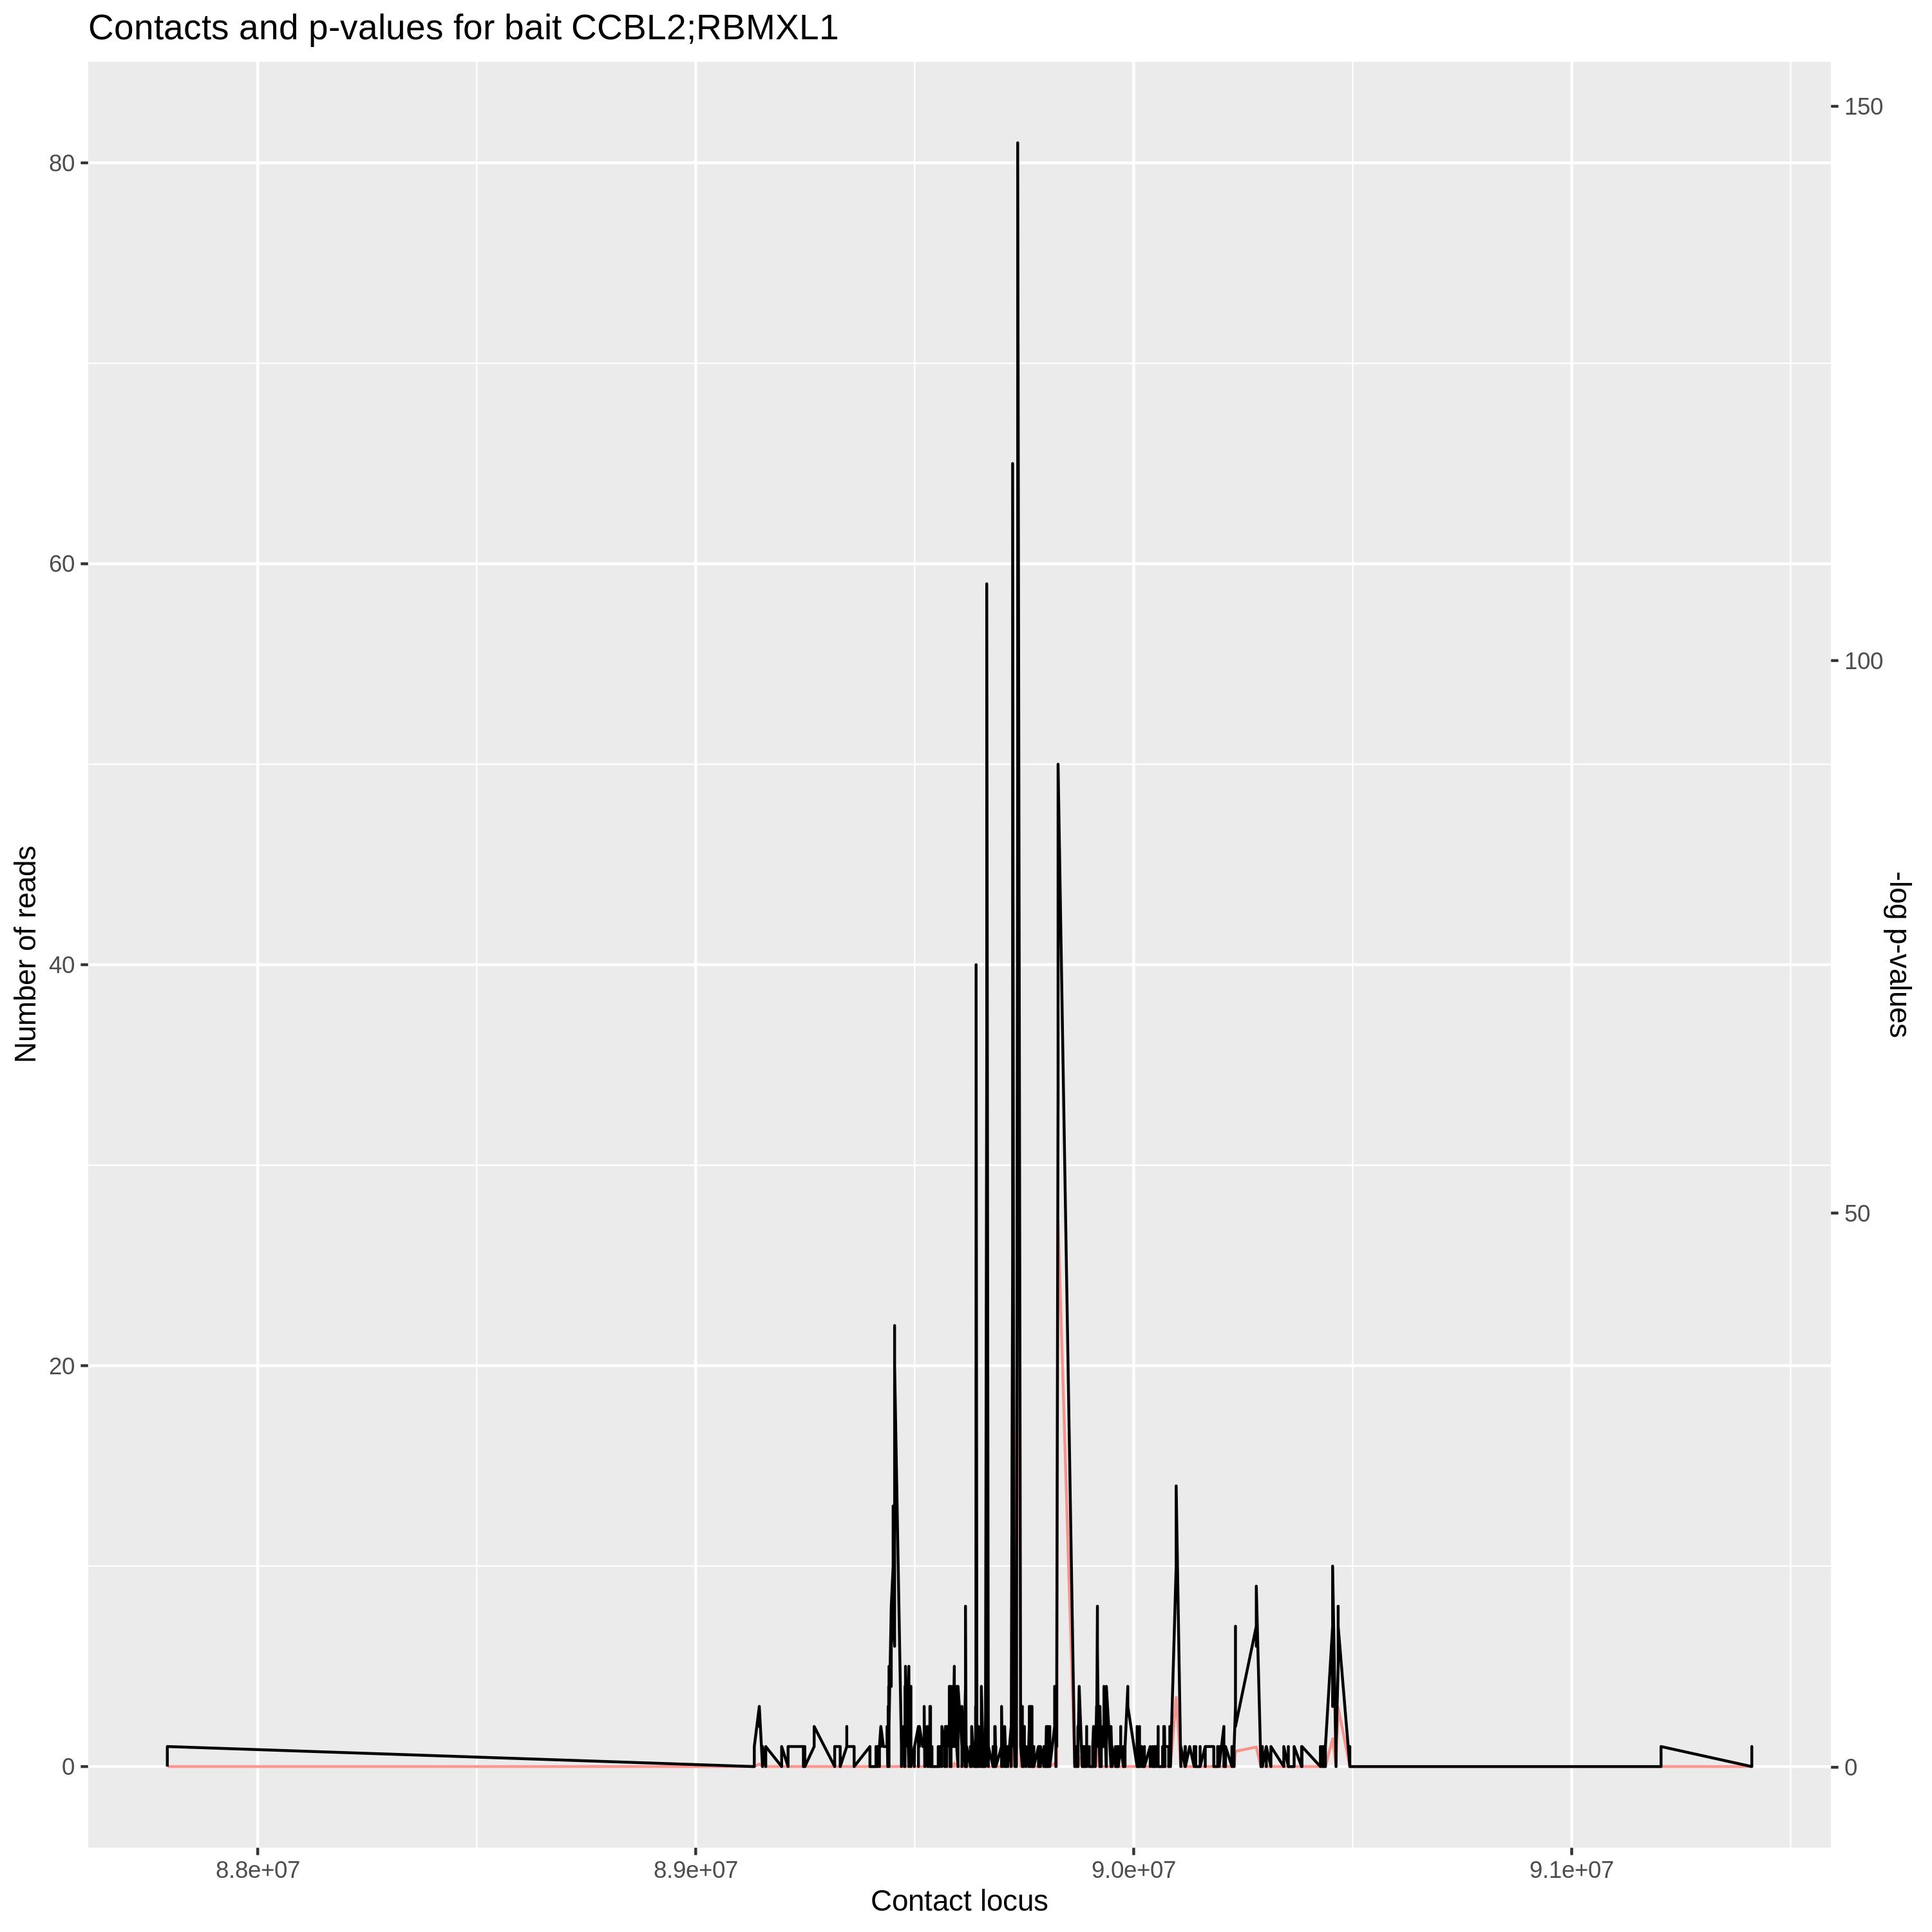 Contacts and p-values for bait CCBL2;RBMXL1
150
80
60
100
40
50
20
0
0
Number of reads
-log p-values
8.8e+07 8.9e+07 9.0e+07 9.1e+07
Contact locus